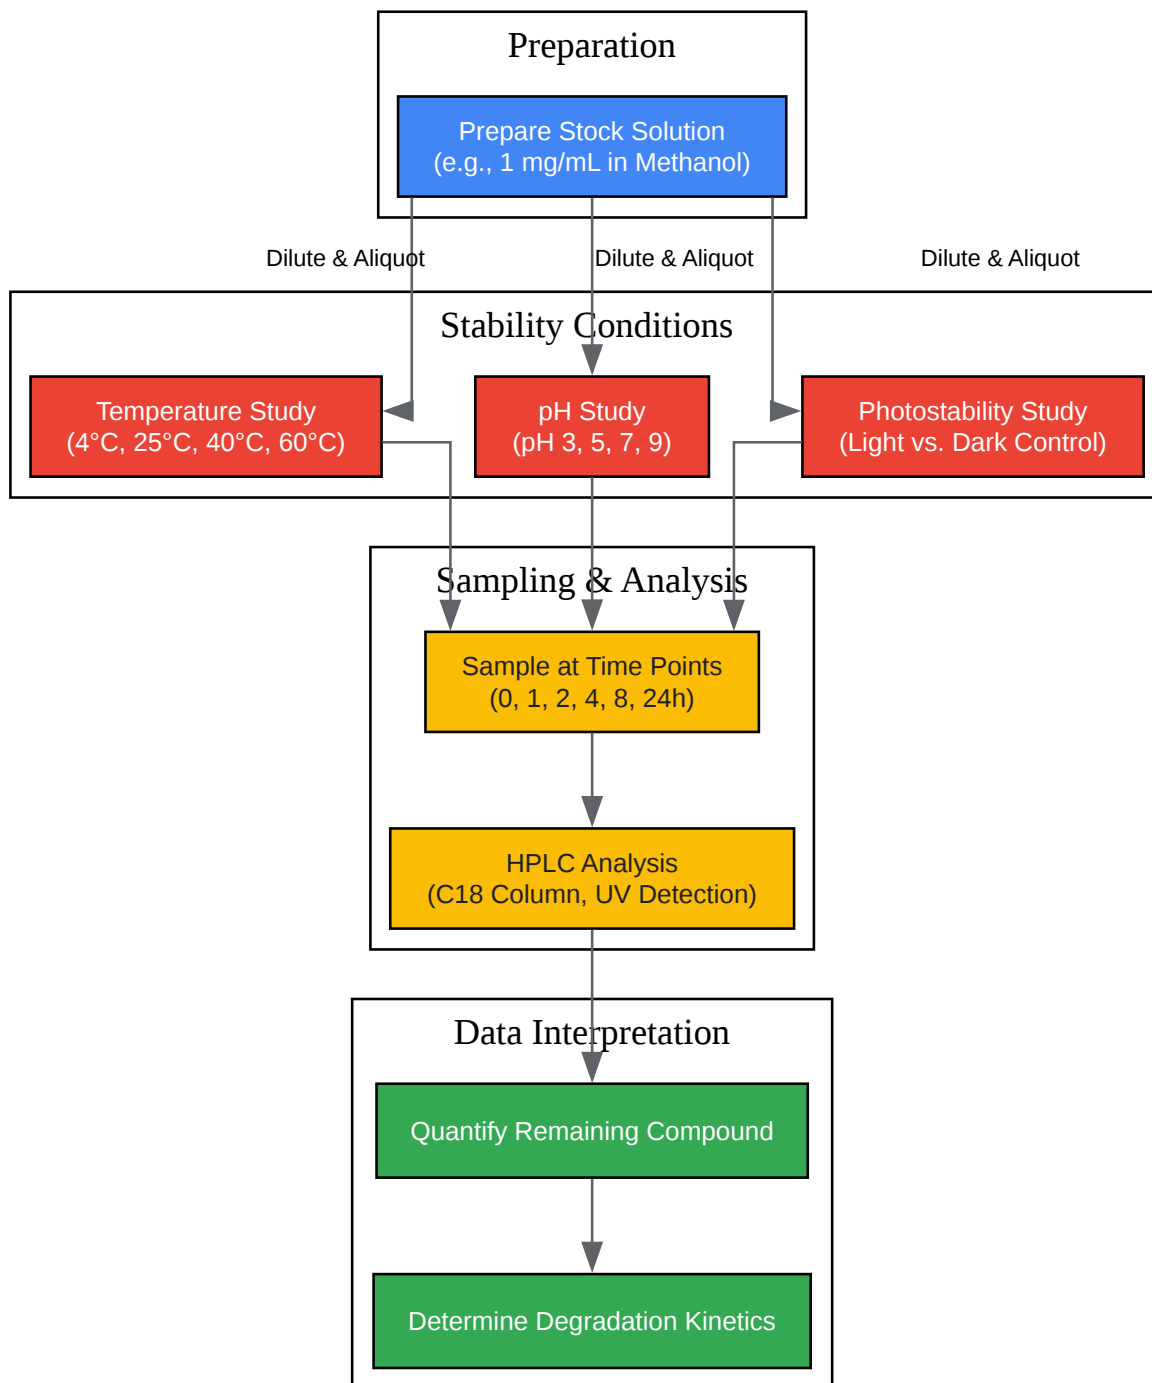 Preparation
Prepare Stock Solution
(e.g., 1 mg/mL in Methanol)
Dilute & Aliquot
Dilute & Aliquot
Dilute & Aliquot
Stability Conditions
Temperature Study
(4°C, 25°C, 40°C, 60°C)
pH Study
(pH 3, 5, 7, 9)
Photostability Study
(Light vs. Dark Control)
Sampling & Analysis
Sample at Time Points
(0, 1, 2, 4, 8, 24h)
HPLC Analysis
(C18 Column, UV Detection)
Data Interpretation
Quantify Remaining Compound
Determine Degradation Kinetics